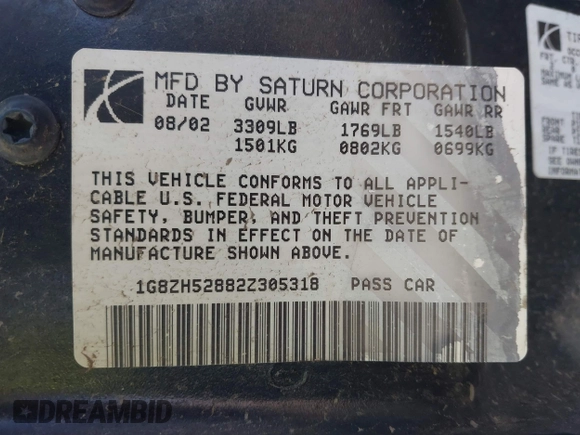 MFD BY SATURN CORPORATION
DATE GVWR GAWR FRT GAWR RR
08/02 3309LB 1769LB 1540LB
1501KG 0802KG 0699KG
THIS VEHICLE CONFORMS TO ALL APPLI-
CABLE U.S. FEDERAL MOTOR VEHICLE
SAFETY, BUMPER, AND THEFT PREVENTION
STANDARDS IN EFFECT ON THE DATE OF
MANUFACTURE SHOWN ABOVE.
1G8ZH52882Z305318 PASS CAR
DREAMBID